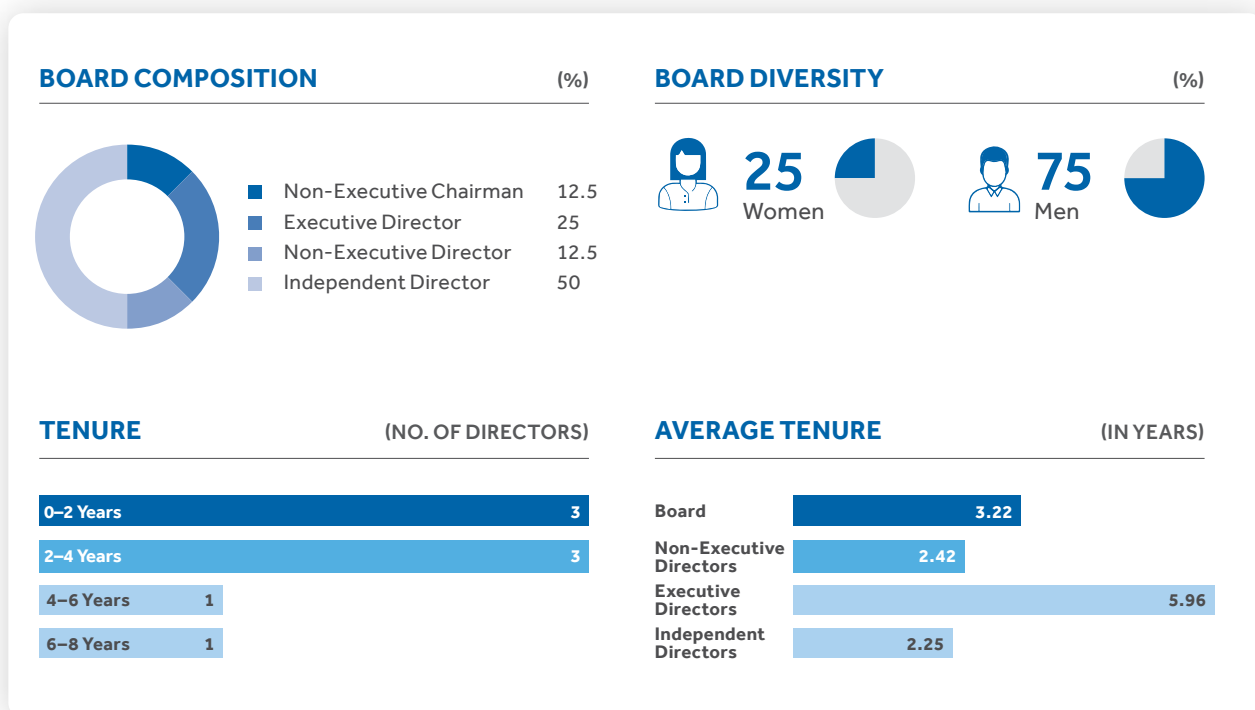 BOARD COMPOSITION (%)
Non-Executive Chairman 12.5
Executive Director 25
Non-Executive Director 12.5
Independent Director 50
BOARD DIVERSITY (%)
25
Women
75
Men
TENURE (NO. OF DIRECTORS)
0–2 Years 3
2–4 Years 3
4–6 Years 1
6–8 Years 1
AVERAGE TENURE (IN YEARS)
Board 3.22
Non-Executive
Directors 2.42
Executive
Directors 5.96
Independent
Directors 2.25